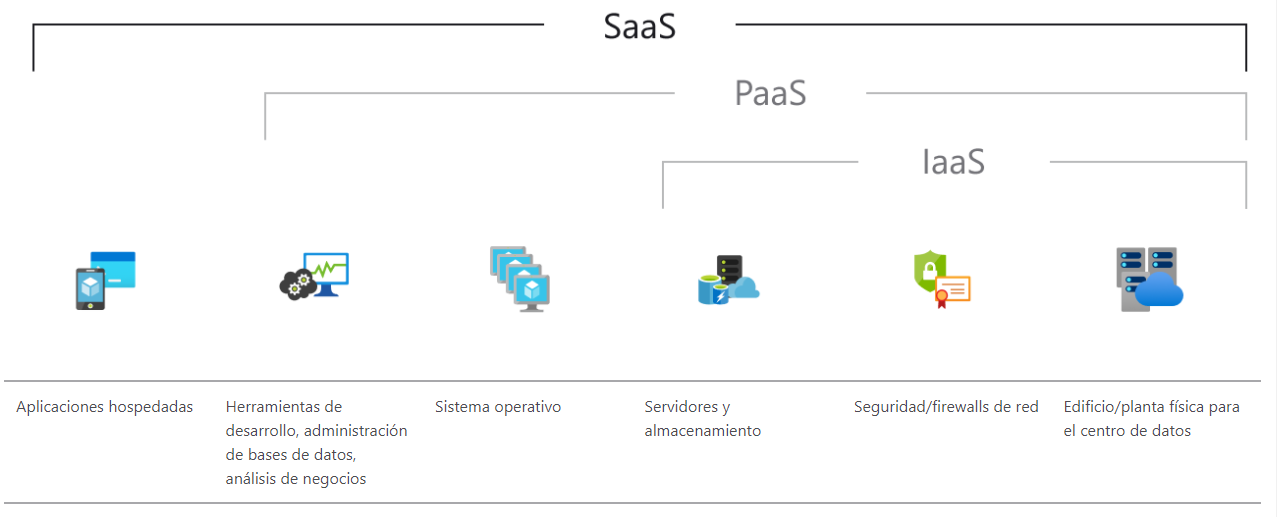 SaaS
PaaS
IaaS
Aplicaciones hospedadas
Herramientas de
desarrollo, administración
de bases de datos,
análisis de negocios
Sistema operativo
Servidores y
almacenamiento
Seguridad/firewalls de red
Edificio/planta física para
el centro de datos